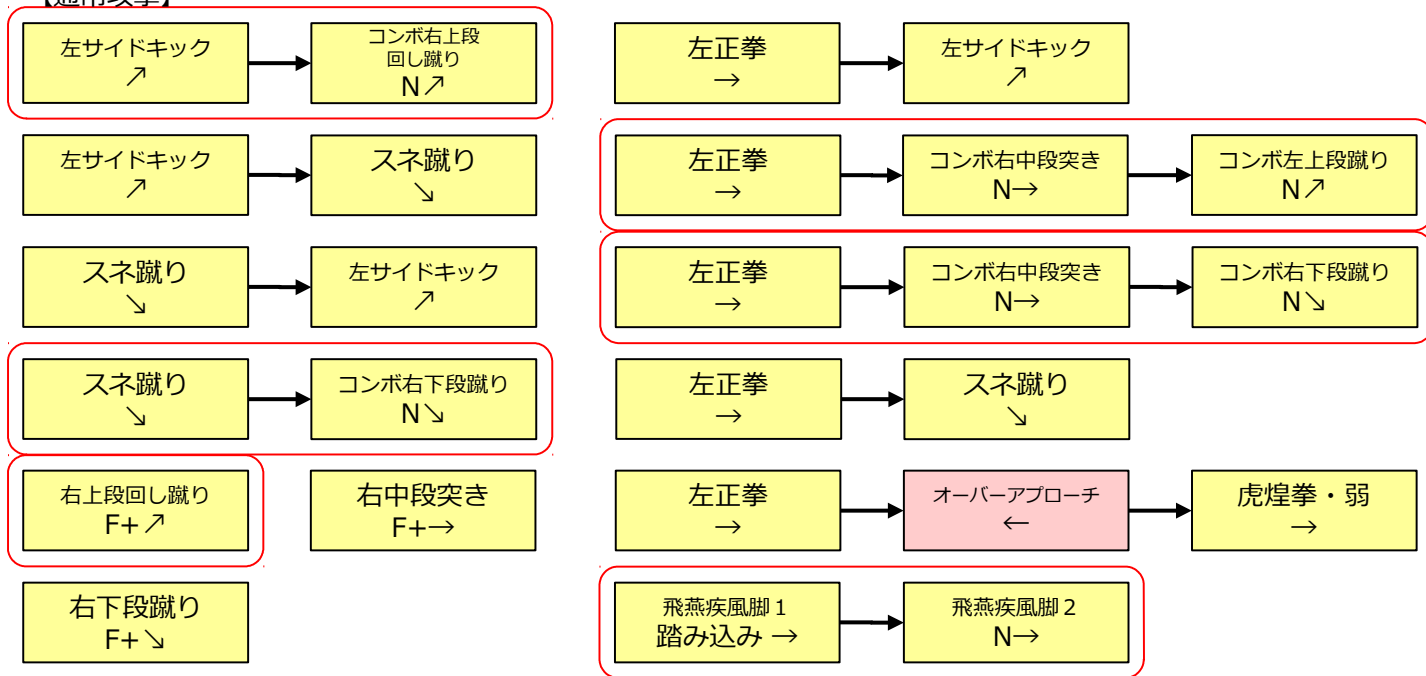 【通常攻撃】
左サイドキック
↗
コンボ右上段
回し蹴り
N↗
左サイドキック
↗
スネ蹴り
↘
スネ蹴り
↘
左サイドキック
↗
スネ蹴り
↘
コンボ右下段蹴り
N↘
右上段回し蹴り
F+↗
右中段突き
F+→
右下段蹴り
F+↘
左正拳
→
左サイドキック
↗
左正拳
→
コンボ右中段突き
N→
コンボ左上段蹴り
N↗
左正拳
→
コンボ右中段突き
N→
コンボ右下段蹴り
N↘
左正拳
→
スネ蹴り
↘
左正拳
→
オーバーアプローチ
←
虎煌拳・弱
→
飛燕疾風脚１
踏み込み →
飛燕疾風脚２
N→